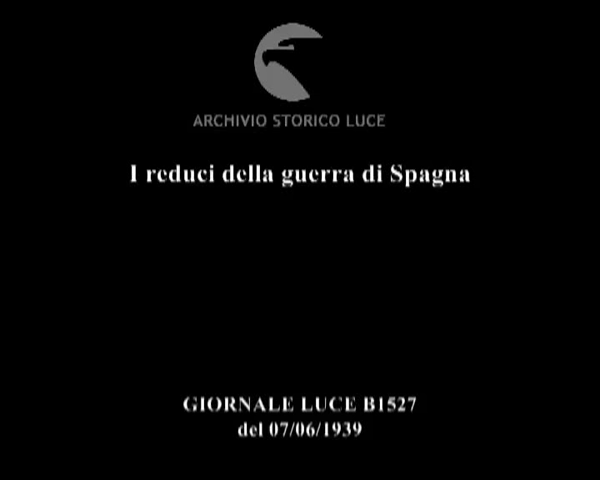 ARCHIVIO STORICO LUCE
I reduci della guerra di Spagna
GIORNALE LUCE B1527
del 07/06/1939